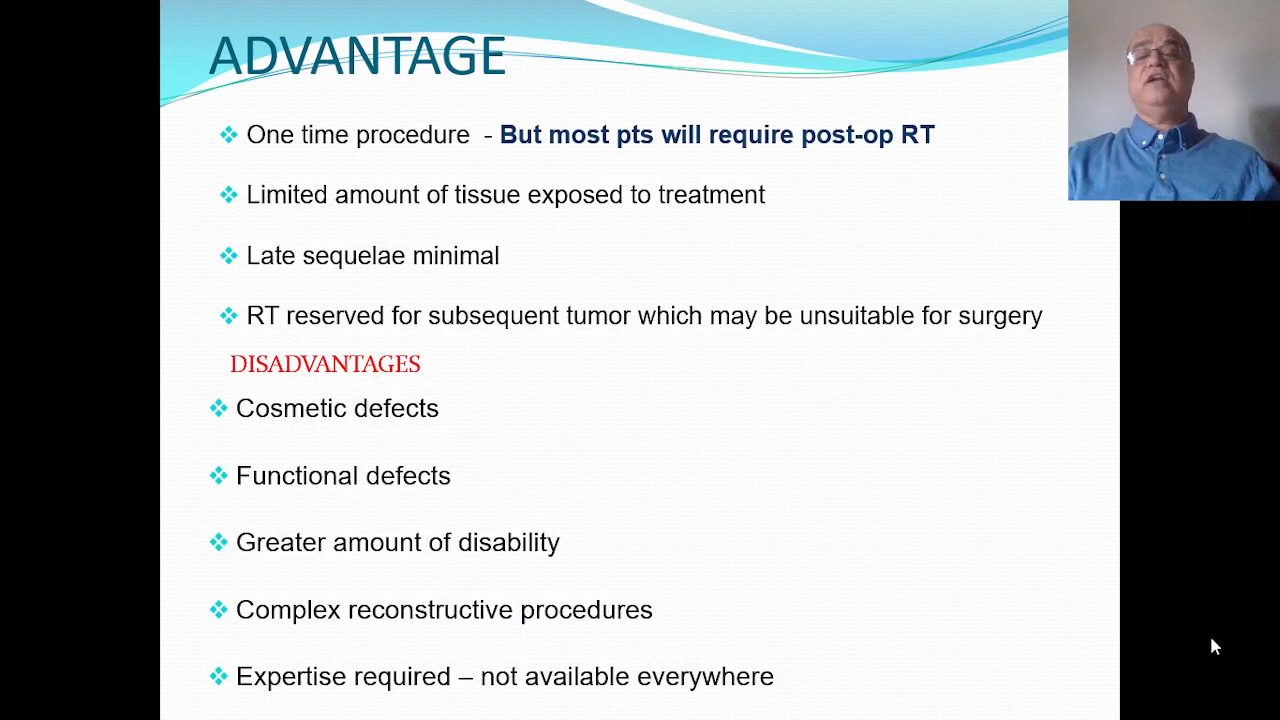 ADVANTAGE
One time procedure - But most pts will require post-op RT
Limited amount of tissue exposed to treatment
Late sequelae minimal
RT reserved for subsequent tumor which may be unsuitable for surgery
DISADVANTAGES
Cosmetic defects
Functional defects
Greater amount of disability
Complex reconstructive procedures
Expertise required – not available everywhere